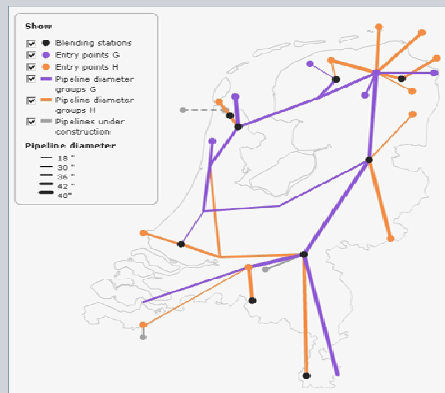 Show
Blending stations
Entry points G
Entry points H
Pipeline diameter
groups G
Pipeline diameter
groups H
Pipelines under
construction
Pipeline diameter
18 "
30 "
36 "
42 "
48"